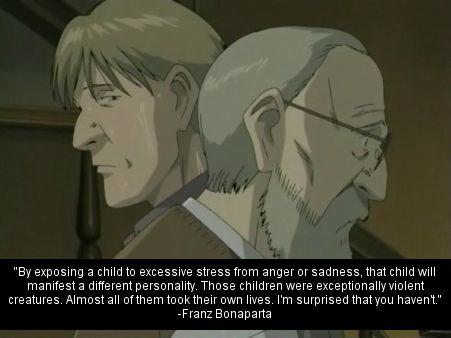 "By exposing a child to excessive stress from anger or sadness, that child will
manifest a different personality. Those children were exceptionally violent
creatures. Almost all of them took their own lives. I'm surprised that you haven't."
-Franz Bonaparta